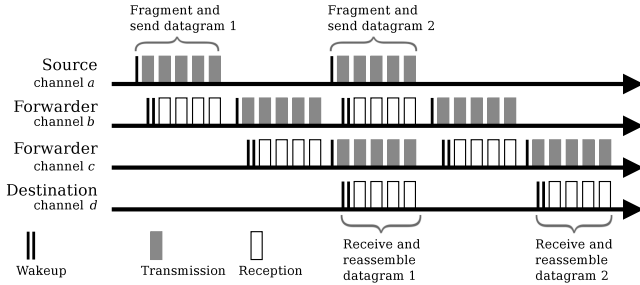 Fragment and
send datagram 1
Fragment and
send datagram 2
Source
channel a
Forwarder
channel b
Forwarder
channel c
Destination
channel d
Wakeup
Transmission
Reception
Receive and
reassemble
datagram 1
Receive and
reassemble
datagram 2